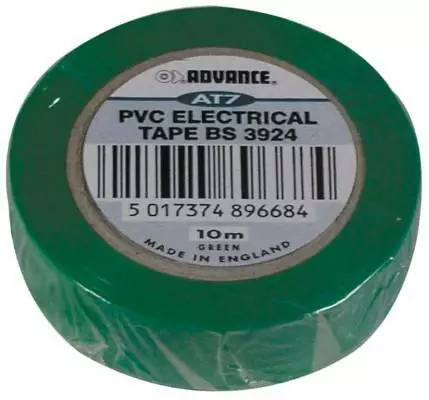 ADVANCE®
AT7
PVC ELECTRICAL
TAPE BS 3924
5 017374 896684
10m
GREEN
MADE IN ENGLAND